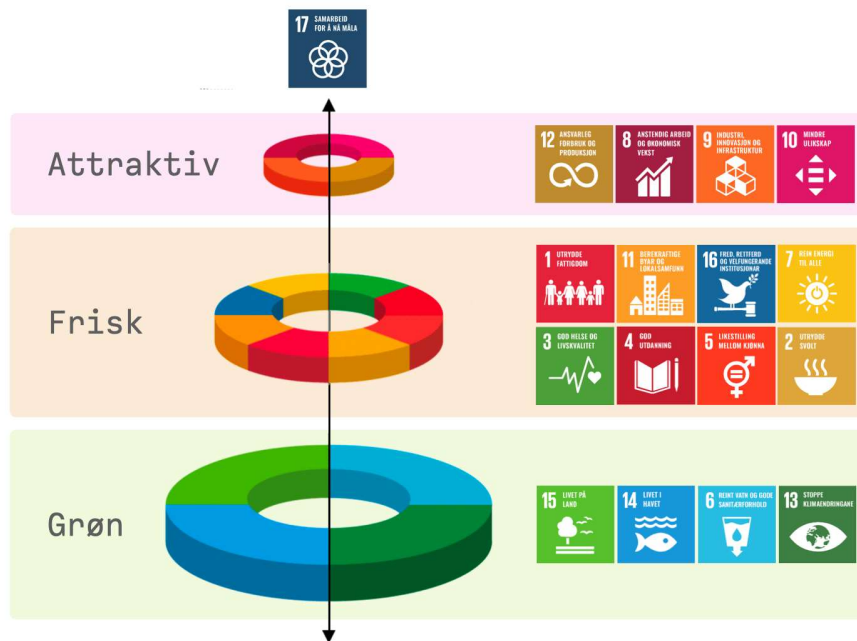 17 SAMARBEID
FOR Å NÅ MÅLA
Attraktiv
12 ANSVARLEG
FORBRUK OG
PRODUKSJON
8 ANSTENDIG ARBEID
OG ØKONOMISK
VEKST
9 INDUSTRI,
INNOVASJON OG
INFRASTRUKTUR
10 MINDRE
ULIKSKAP
Frisk
1 UTRYDDE
FATTIGDOM
11 BEREKRAFTIGE
BYAR OG
LOKALSAMFUNN
16 FRED, RETTFERD
OG VELFUNGERANDE
INSTITUSJONAR
7 REIN ENERGI
TIL ALLE
3 GOD HELSE OG
LIVSKVALITET
4 GOD
UTDANNING
5 LIKESTILLING
MELLOM KJØNNA
2 UTRYDDE
SVOLT
Grøn
15 LIVET PÅ
LAND
14 LIVET I
HAVET
6 REINT VATN OG GODE
SANITÆRFORHOLD
13 STOPPE
KLIMAENDRINGANE